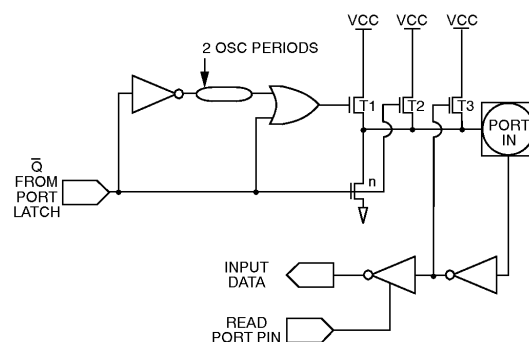 VCC VCC VCC
2 OSC PERIODS
T1 T2 T3
PORT
IN
Q
FROM
PORT
LATCH
n
INPUT
DATA
READ
PORT PIN